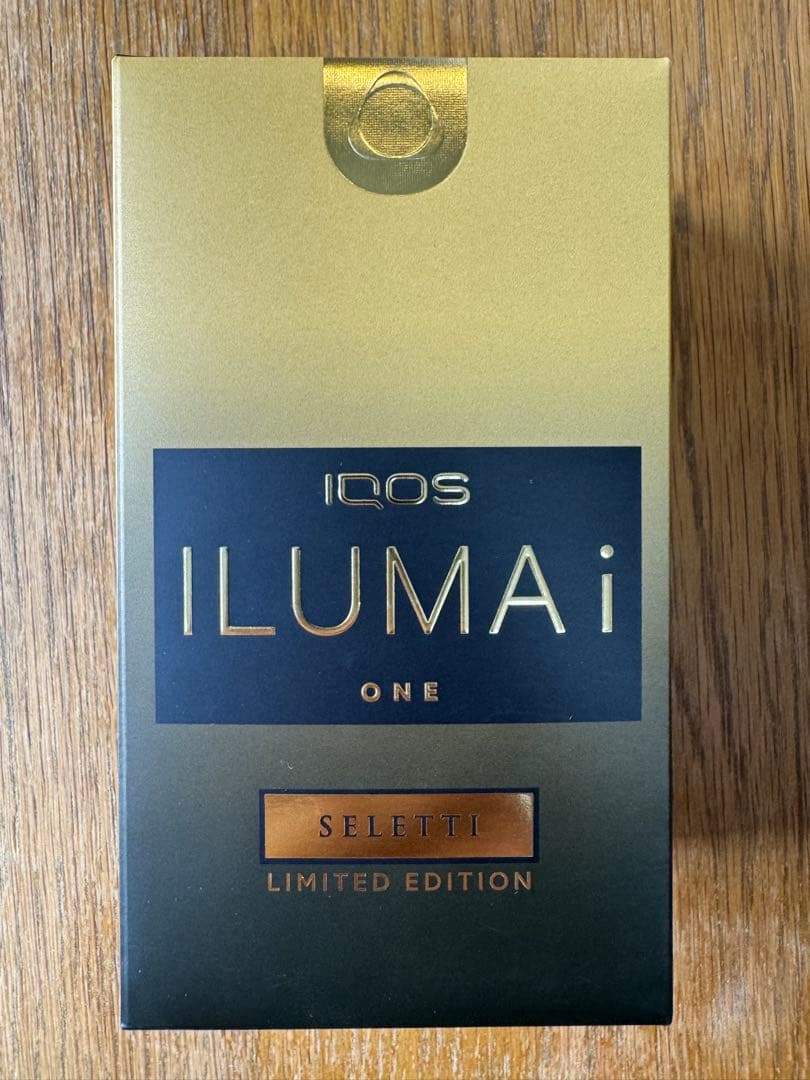 IQOS
ILUMA i
ONE
SELETTI
LIMITED EDITION